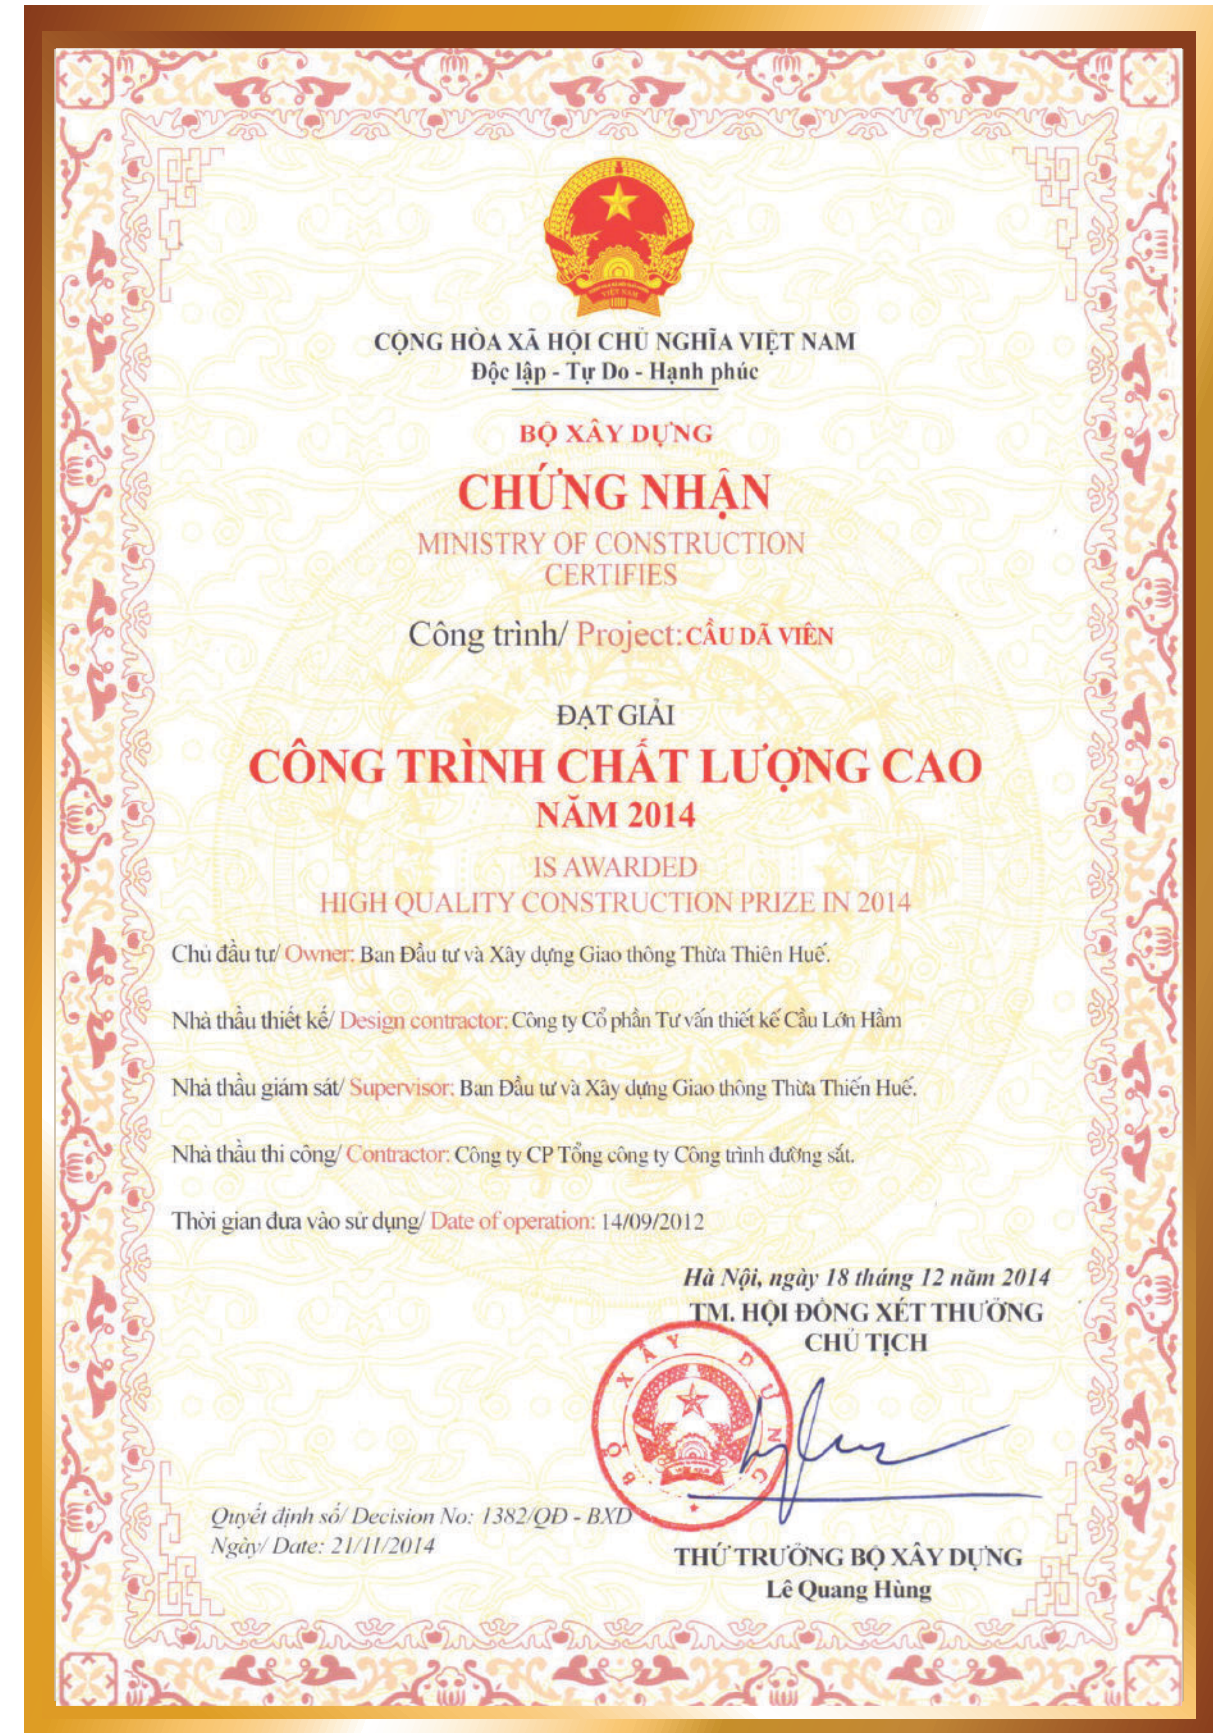 VIỆT NAM
CỘNG HÒA XÃ HỘI CHỦ NGHĨA VIỆT NAM
Độc lập - Tự Do - Hạnh phúc
BỘ XÂY DỰNG
CHỨNG NHẬN
MINISTRY OF CONSTRUCTION
CERTIFIES
Công trình/ Project: CẦU DÃ VIÊN
ĐẠT GIẢI
CÔNG TRÌNH CHẤT LƯỢNG CAO
NĂM 2014
IS AWARDED
HIGH QUALITY CONSTRUCTION PRIZE IN 2014
Chủ đầu tư/ Owner: Ban Đầu tư và Xây dựng Giao thông Thừa Thiên Huế.
Nhà thầu thiết kế/ Design contractor: Công ty Cổ phần Tư vấn thiết kế Cầu Lớn Hầm
Nhà thầu giám sát/ Supervisor: Ban Đầu tư và Xây dựng Giao thông Thừa Thiến Huế.
Nhà thầu thi công/ Contractor: Công ty CP Tổng công ty Công trình đường sắt.
Thời gian đưa vào sử dụng/ Date of operation: 14/09/2012
Hà Nội, ngày 18 tháng 12 năm 2014
TM. HỘI ĐỒNG XÉT THƯỞNG
CHỦ TỊCH
BỘ XÂY DỰNG
Quyết định số/ Decision No: 1382/QĐ - BXD
Ngày/ Date: 21/11/2014
THỨ TRƯỞNG BỘ XÂY DỰNG
Lê Quang Hùng